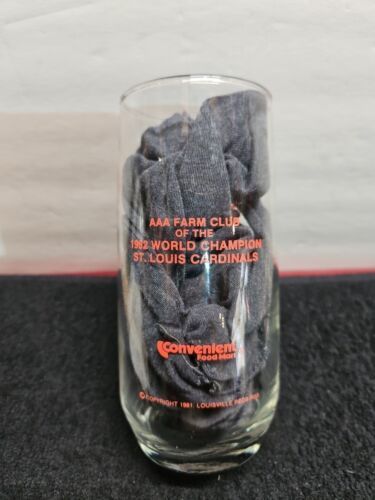 AAA FARM CLUB
OF THE
1982 WORLD CHAMPION
ST. LOUIS CARDINALS
Convenient
Food Mart
© COPYRIGHT 1981 LOUISVILLE REDBIRDS